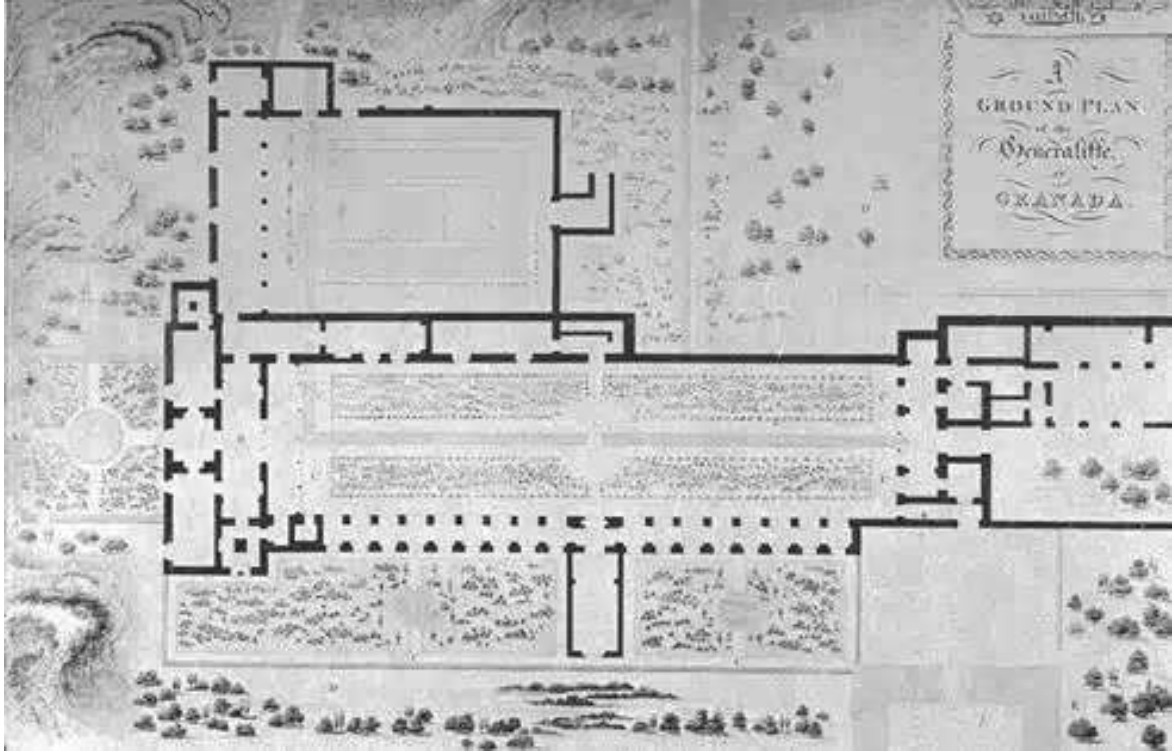 A
GROUND PLAN
of the
Generaliffe,
at
GRANADA.